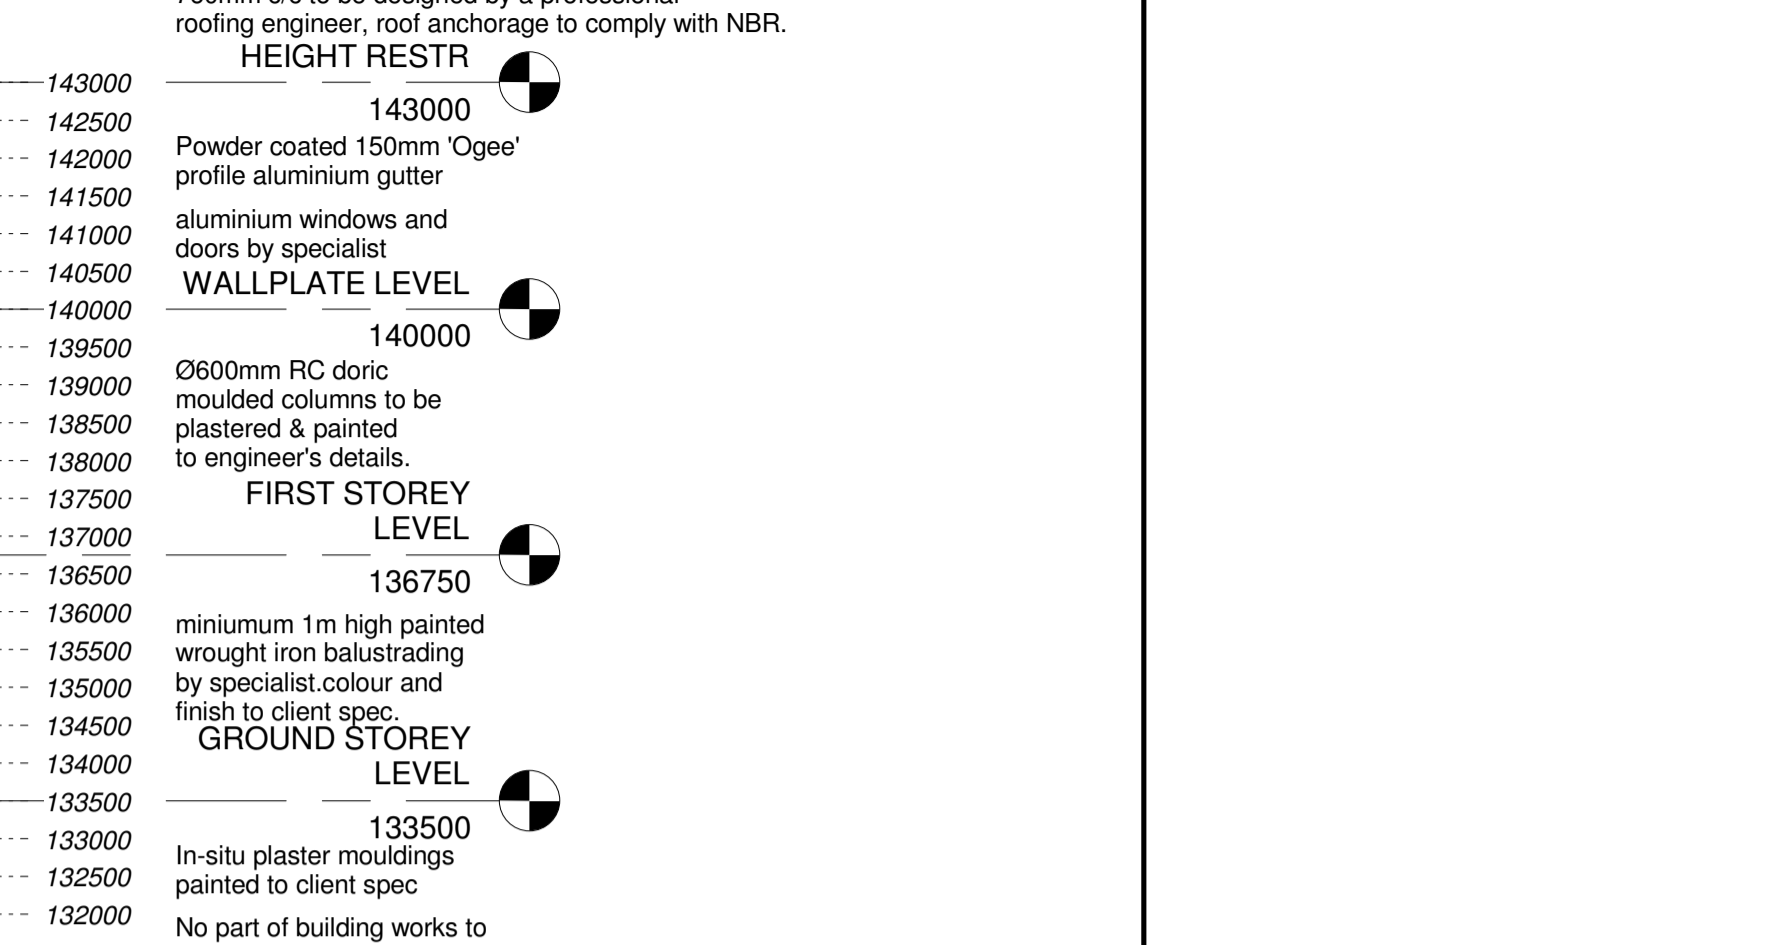 roofing engineer, roof anchorage to comply with NBR.
HEIGHT RESTR
143000
143000
142500
Powder coated 150mm 'Ogee'
142000
profile aluminium gutter
141500
aluminium windows and
141000
doors by specialist
140500
WALLPLATE LEVEL
140000
140000
139500
Ø600mm RC doric
139000
moulded columns to be
138500
plastered & painted
138000
to engineer's details.
137500
FIRST STOREY
137000
LEVEL
136500
136750
136000
miniumum 1m high painted
135500
wrought iron balustrading
135000
by specialist.colour and
134500
finish to client spec.
GROUND STOREY
134000
LEVEL
133500
133500
133000
In-situ plaster mouldings
132500
painted to client spec
132000
No part of building works to